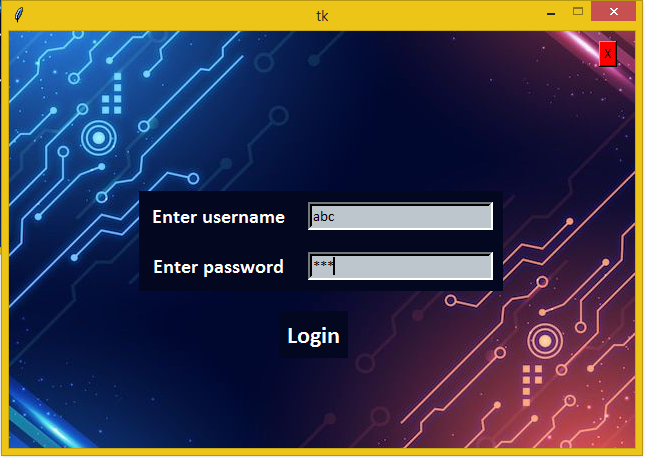 tk
X
Enter username abc
Enter password ***
Login